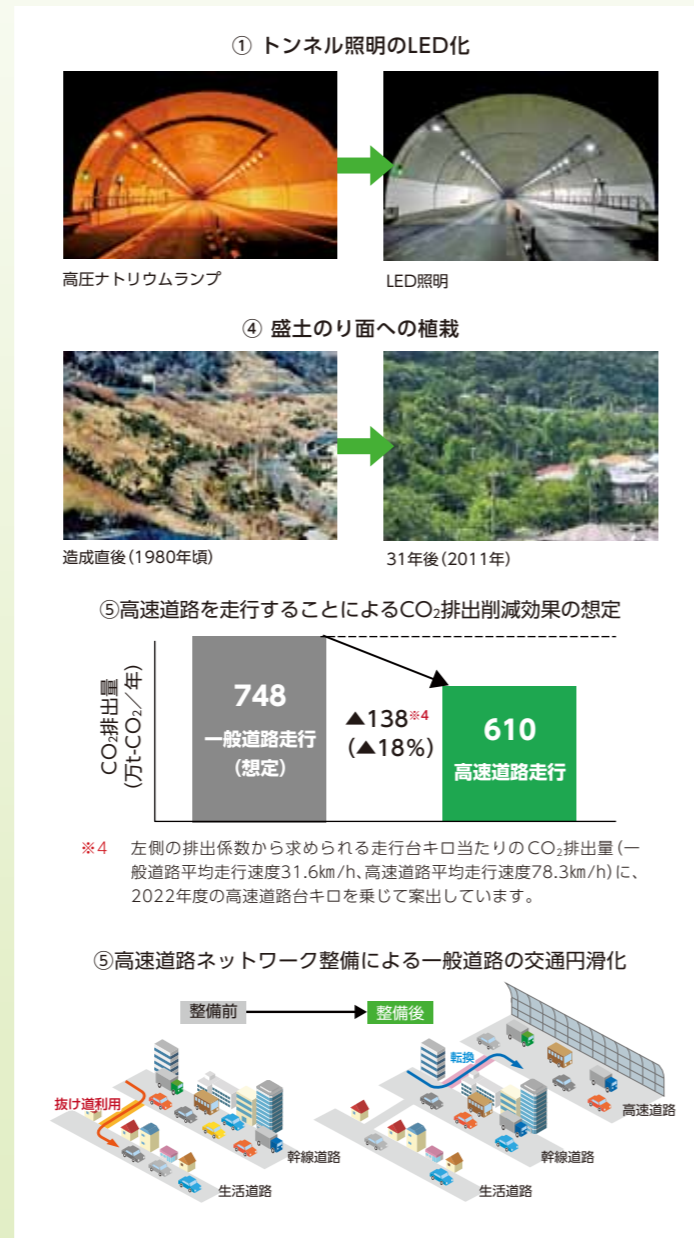 ① トンネル照明のLED化
高圧ナトリウムランプ
LED照明
④ 盛土のり面への植栽
造成直後(1980年頃)
31年後(2011年)
⑤高速道路を走行することによるCO₂排出削減効果の想定
CO₂排出量
(万t-CO₂／年)
748
一般道路走行
(想定)
▲138※4
(▲18%)
610
高速道路走行
※4 左側の排出係数から求められる走行台キロ当たりのCO₂排出量(一
般道路平均走行速度31.6㎞/h、高速道路平均走行速度78.3㎞/h)に、
2022年度の高速道路台キロを乗じて案出しています。
⑤高速道路ネットワーク整備による一般道路の交通円滑化
整備前
整備後
抜け道利用
幹線道路
生活道路
転換
高速道路
幹線道路
生活道路